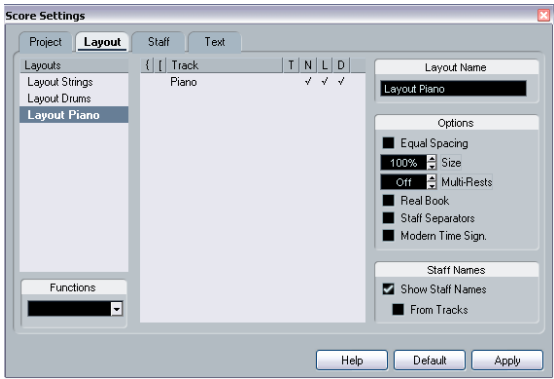 Score Settings
Project Layout Staff Text
Layouts
Layout Strings
Layout Drums
Layout Piano
Functions
{ [ Track T N L D
Piano ✓ ✓ ✓
Layout Name
Layout Piano
Options
Equal Spacing
100% Size
Off Multi-Rests
Real Book
Staff Separators
Modern Time Sign.
Staff Names
Show Staff Names
From Tracks
Help Default Apply